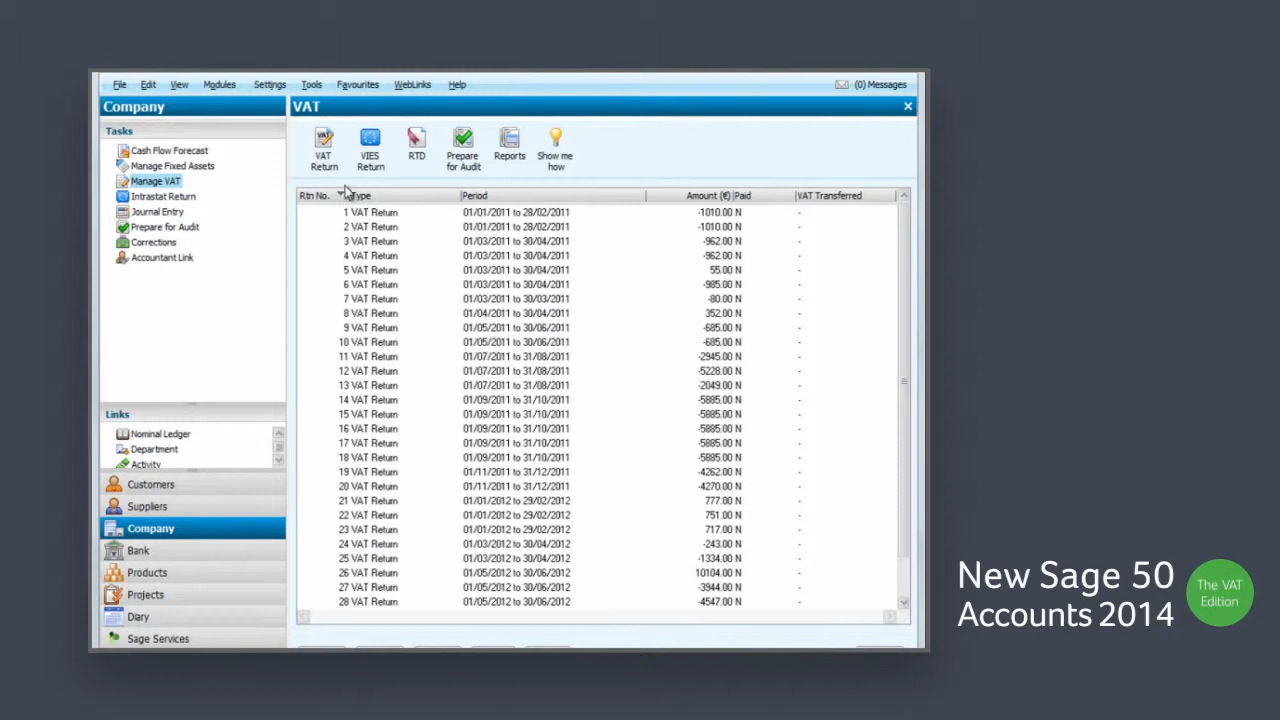 File Edit View Modules Settings Tools Favourites WebLinks Help (0) Messages
Company
VAT
Tasks
Cash Flow Forecast
Manage Fixed Assets
Manage VAT
Intrastat Return
Journal Entry
Prepare for Audit
Corrections
Accountant Link
Links
Nominal Ledger
Department
Activity
Customers
Suppliers
Company
Bank
Products
Projects
Diary
Sage Services
VAT
VAT Return
VIES Return
RTD
Prepare for Audit
Reports
Show me how
Rtn No. Type Period Amount (€) Paid VAT Transferred
1 VAT Return 01/01/2011 to 28/02/2011 -1010.00 N -
2 VAT Return 01/01/2011 to 28/02/2011 -1010.00 N -
3 VAT Return 01/03/2011 to 30/04/2011 -962.00 N -
4 VAT Return 01/03/2011 to 30/04/2011 -962.00 N -
5 VAT Return 01/03/2011 to 30/04/2011 55.00 N -
6 VAT Return 01/03/2011 to 30/04/2011 -985.00 N -
7 VAT Return 01/03/2011 to 30/03/2011 -80.00 N -
8 VAT Return 01/04/2011 to 30/04/2011 352.00 N -
9 VAT Return 01/05/2011 to 30/06/2011 -685.00 N -
10 VAT Return 01/05/2011 to 30/06/2011 -685.00 N -
11 VAT Return 01/07/2011 to 31/08/2011 -2945.00 N -
12 VAT Return 01/07/2011 to 31/08/2011 -5228.00 N -
13 VAT Return 01/07/2011 to 31/08/2011 -2049.00 N -
14 VAT Return 01/09/2011 to 31/10/2011 -5885.00 N -
15 VAT Return 01/09/2011 to 31/10/2011 -5885.00 N -
16 VAT Return 01/09/2011 to 31/10/2011 -5885.00 N -
17 VAT Return 01/09/2011 to 31/10/2011 -5885.00 N -
18 VAT Return 01/09/2011 to 31/10/2011 -5885.00 N -
19 VAT Return 01/11/2011 to 31/12/2011 -4262.00 N -
20 VAT Return 01/11/2011 to 31/12/2011 -4270.00 N -
21 VAT Return 01/01/2012 to 29/02/2012 777.00 N -
22 VAT Return 01/01/2012 to 29/02/2012 751.00 N -
23 VAT Return 01/01/2012 to 29/02/2012 717.00 N -
24 VAT Return 01/03/2012 to 30/04/2012 -243.00 N -
25 VAT Return 01/03/2012 to 30/04/2012 -1334.00 N -
26 VAT Return 01/05/2012 to 30/06/2012 10104.00 N -
27 VAT Return 01/05/2012 to 30/06/2012 -3944.00 N -
28 VAT Return 01/05/2012 to 30/06/2012 -4547.00 N -
New Sage 50
Accounts 2014
The VAT
Edition